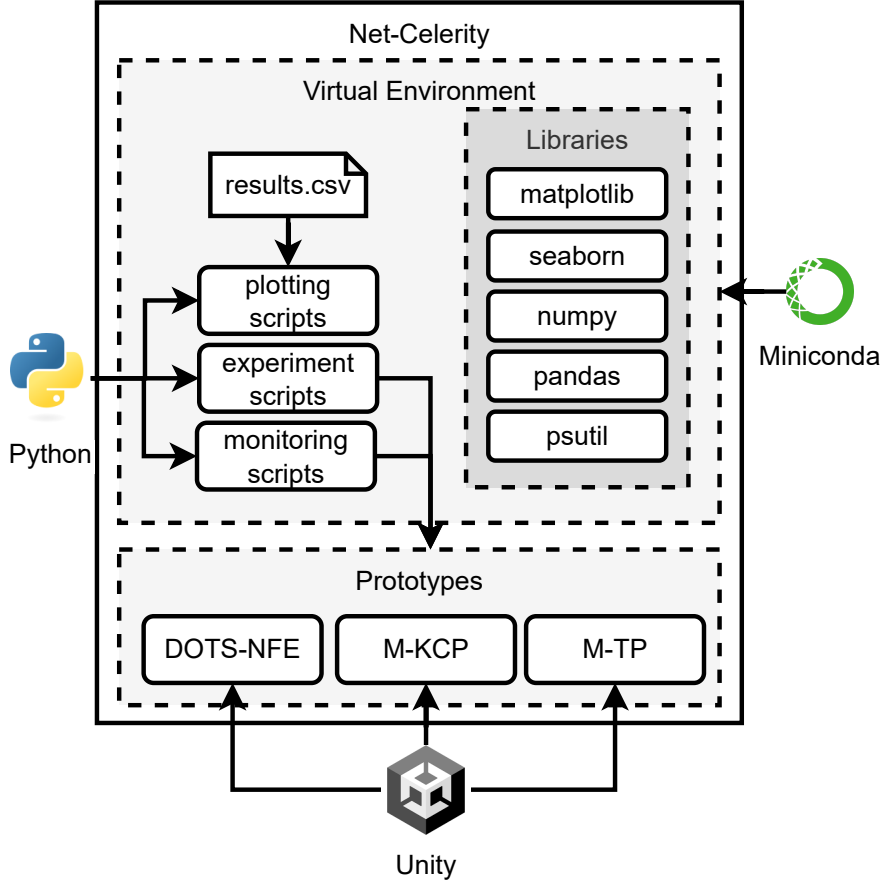 Net-Celerity
Virtual Environment
results.csv
plotting
scripts
experiment
scripts
monitoring
scripts
Libraries
matplotlib
seaborn
numpy
pandas
psutil
Python
Miniconda
Prototypes
DOTS-NFE
M-KCP
M-TP
Unity